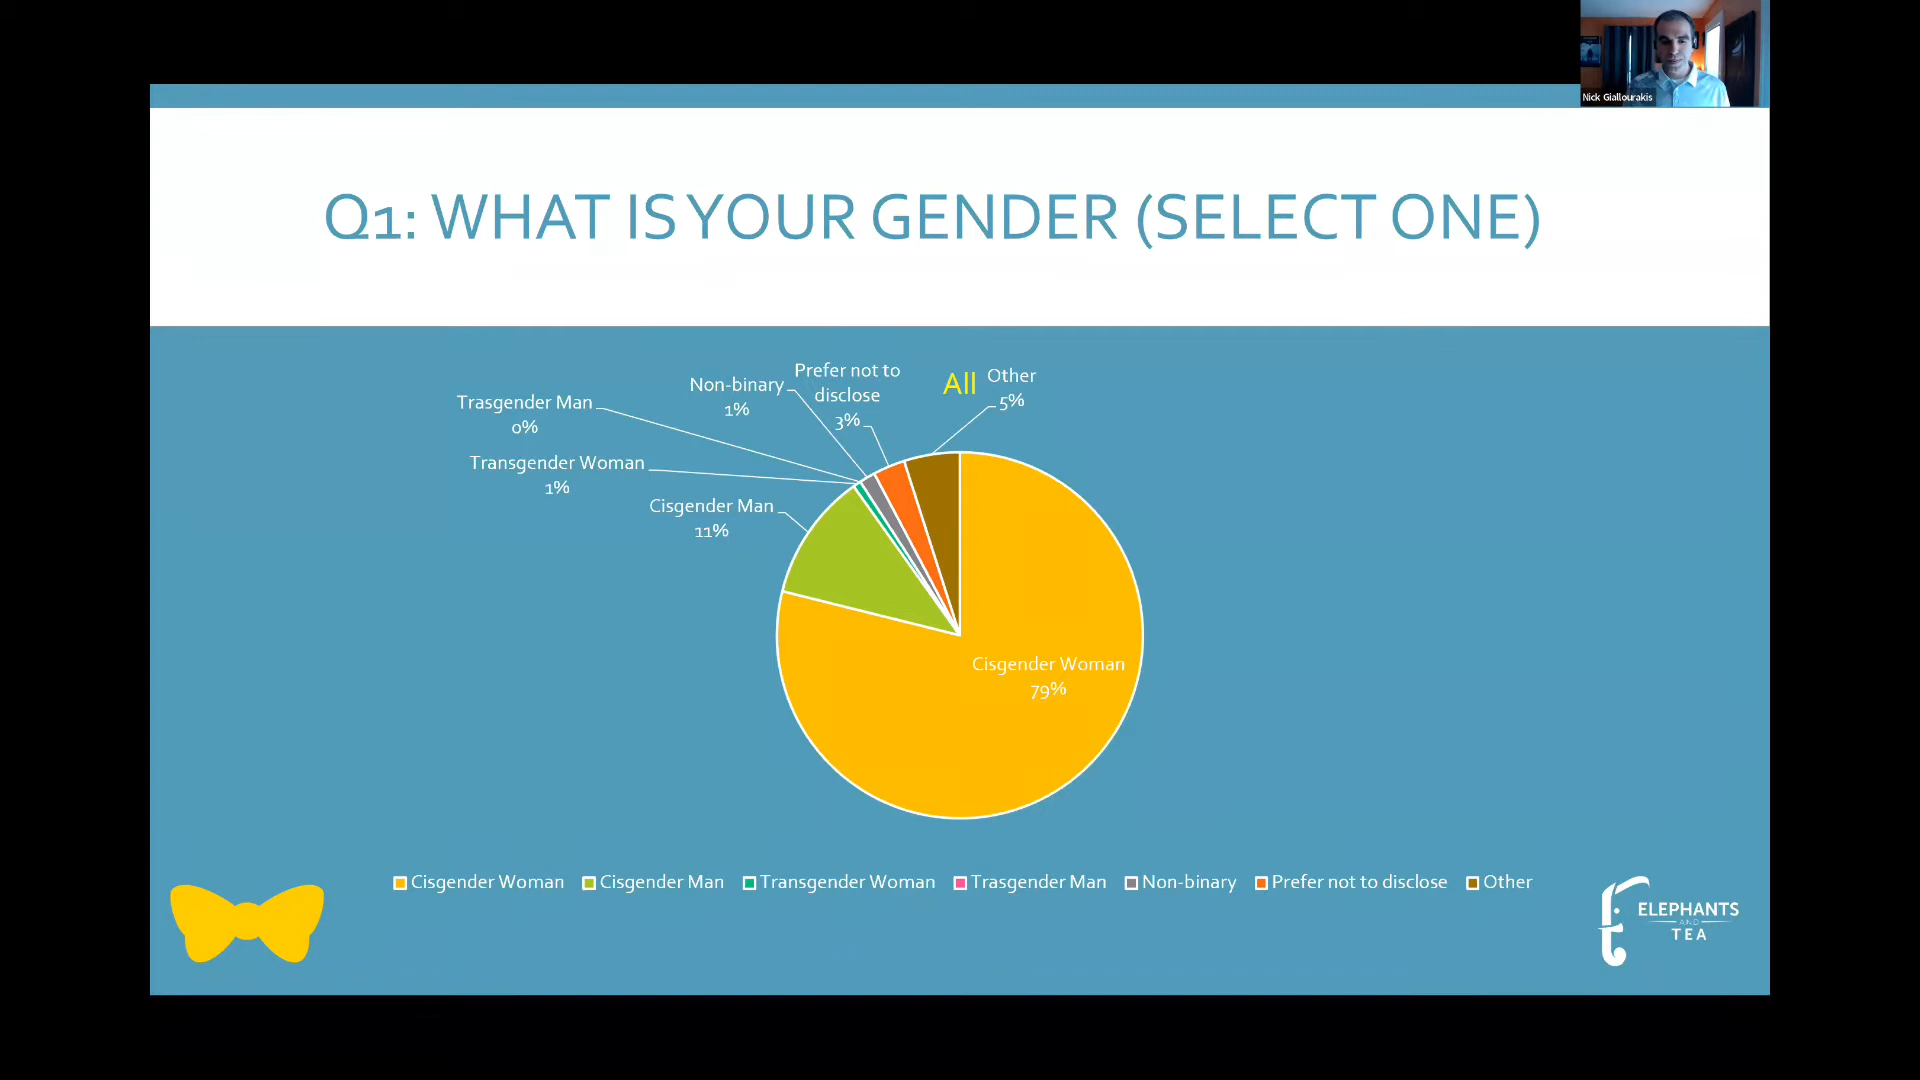 Nick Giallourakis
Q1: WHAT IS YOUR GENDER (SELECT ONE)
All
Other
5%
Prefer not to
disclose
3%
Non-binary
1%
Trasgender Man
0%
Transgender Woman
1%
Cisgender Man
11%
Cisgender Woman
79%
Cisgender Woman Cisgender Man Transgender Woman Trasgender Man Non-binary Prefer not to disclose Other
ELEPHANTS
AND
TEA